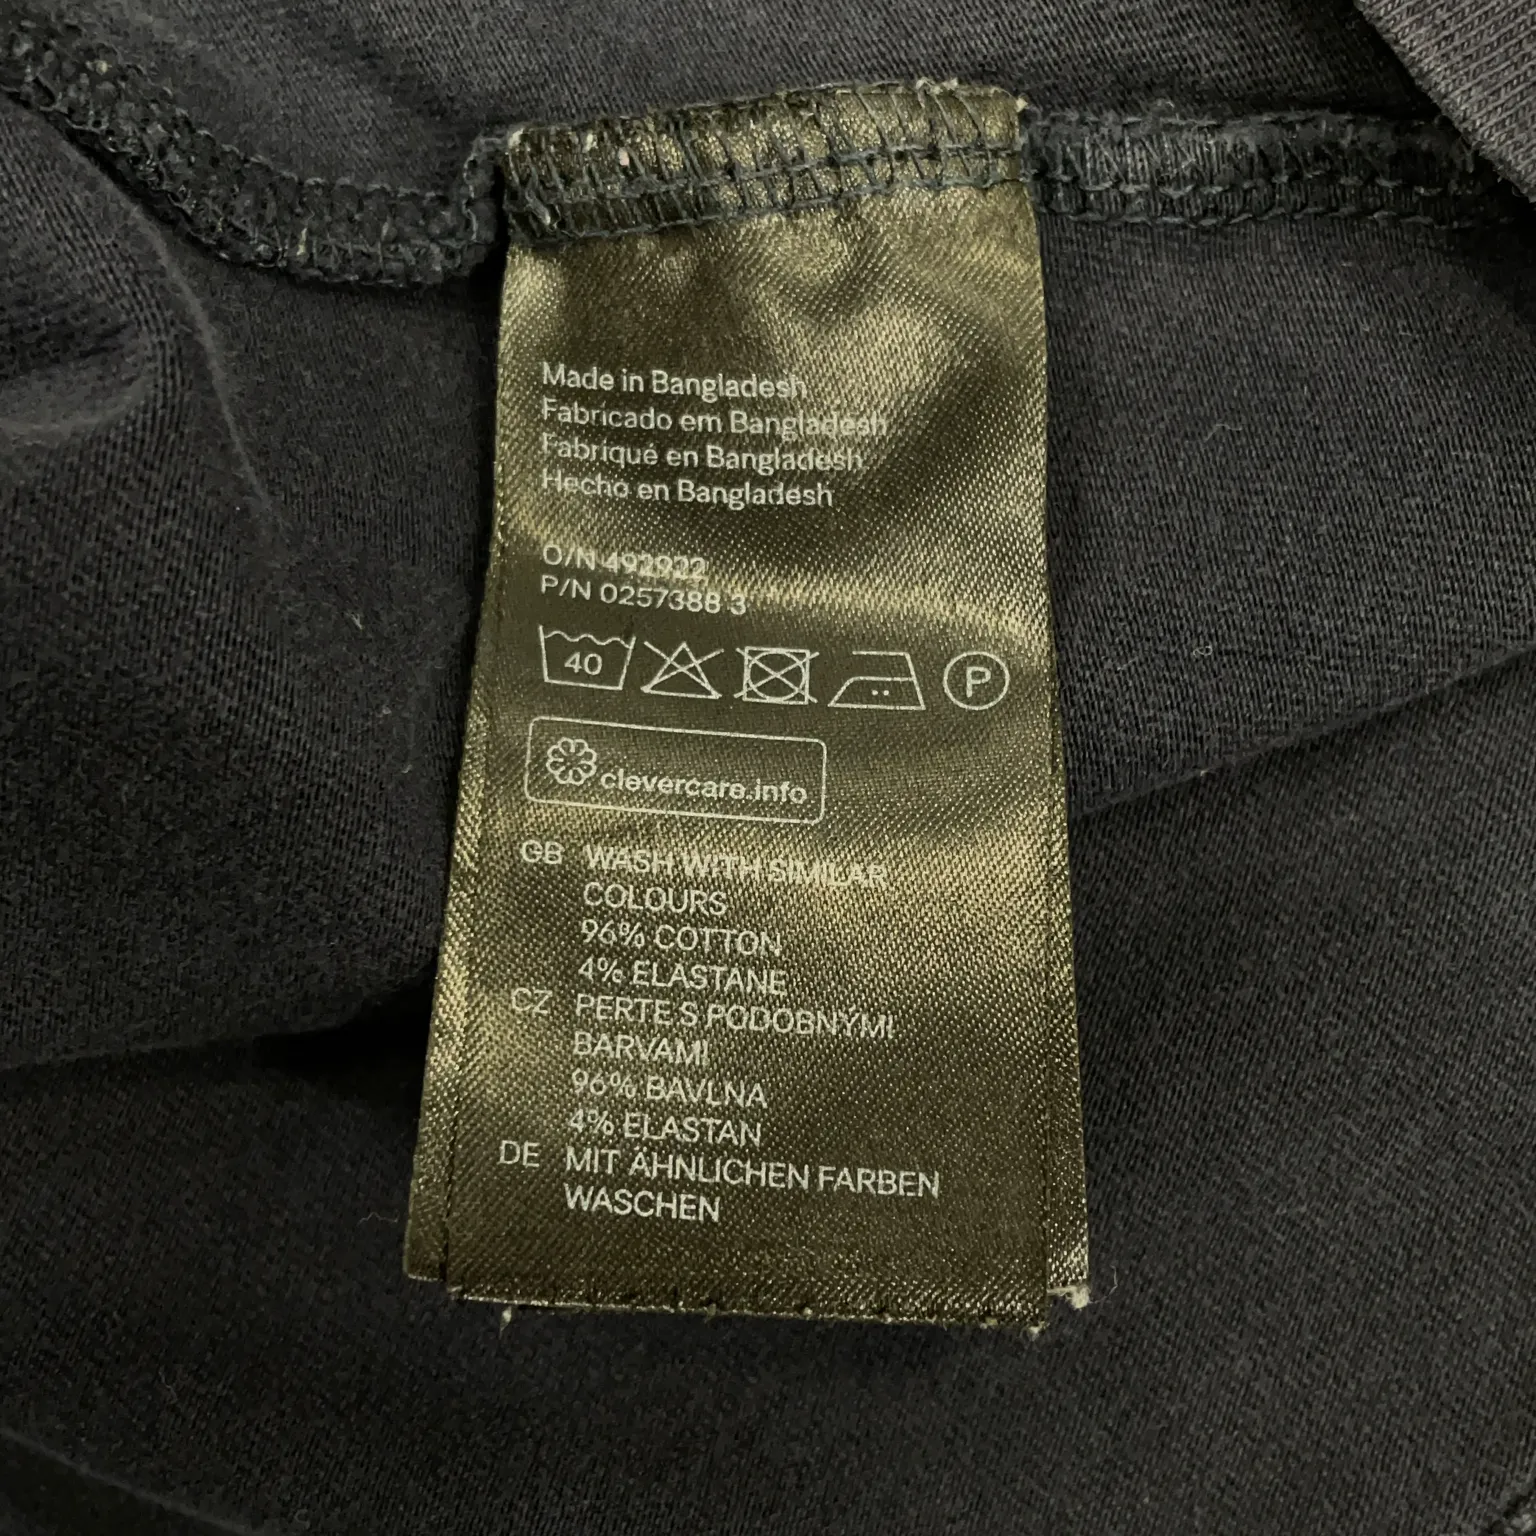 Made in Bangladesh
Fabricado em Bangladesh
Fabriqué en Bangladesh
Hecho en Bangladesh
O/N 492922
P/N 0257388 3
40 P
clevercare.info
GB WASH WITH SIMILAR
COLOURS
96% COTTON
4% ELASTANE
CZ PERTE S PODOBNÝMI
BARVAMI
96% BAVLNA
4% ELASTAN
DE MIT ÄHNLICHEN FARBEN
WASCHEN